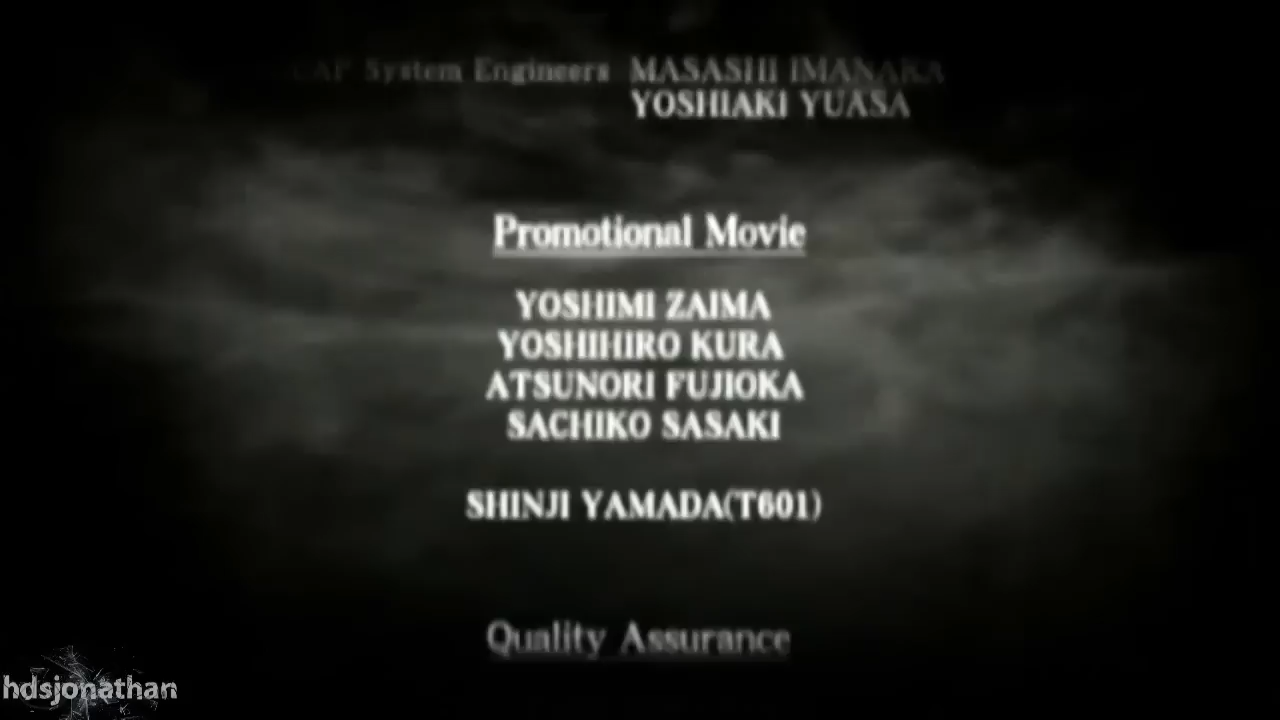 System Engineers MASASHI IMANAKA
YOSHIAKI YUASA
Promotional Movie
YOSHIMI ZAIMA
YOSHIHIRO KURA
ATSUNORI FUJIOKA
SACHIKO SASAKI
SHINJI YAMADA(T601)
Quality Assurance
hdsjonathan